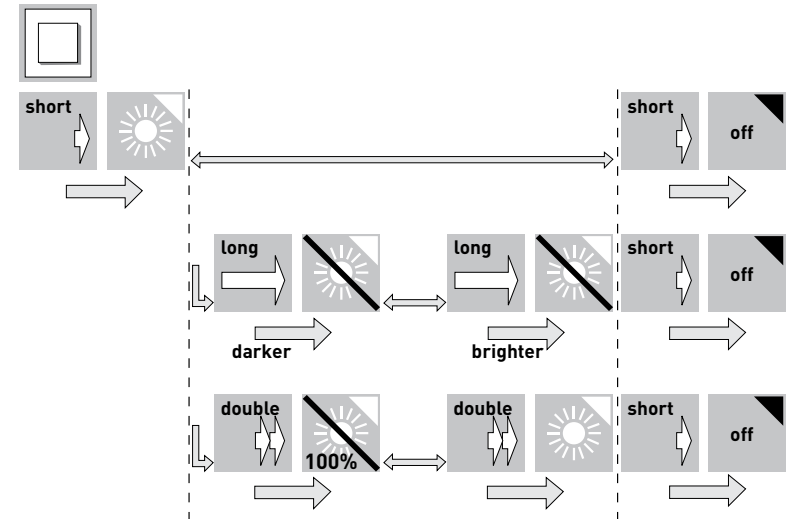 short
short
off
long
long
short
off
darker
brighter
double
100%
double
short
off